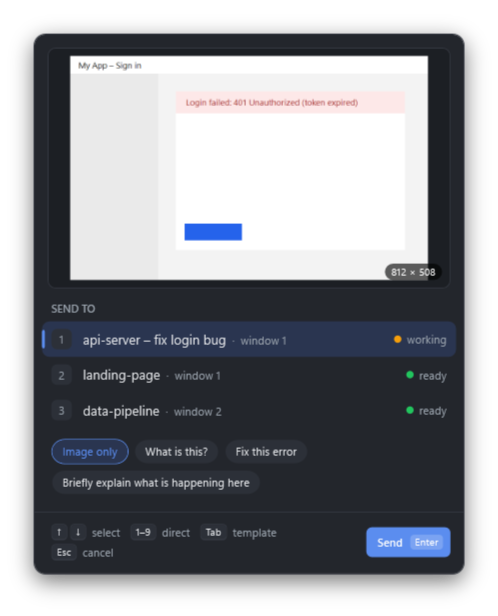 My App – Sign in
Login failed: 401 Unauthorized (token expired)
812 × 508
SEND TO
1 api-server – fix login bug · window 1 working
2 landing-page · window 1 ready
3 data-pipeline · window 2 ready
Image only What is this? Fix this error
Briefly explain what is happening here
↑ ↓ select 1–9 direct Tab template
Esc cancel
Send Enter